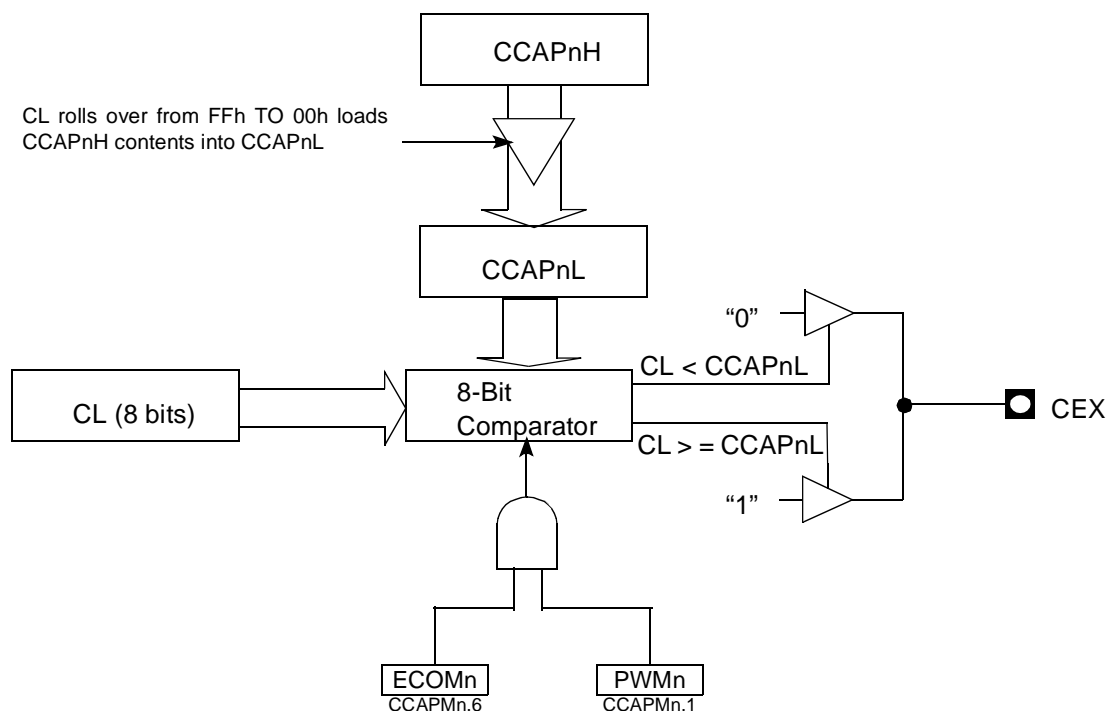 CCAPnH
CL rolls over from FFh TO 00h loads
CCAPnH contents into CCAPnL
CCAPnL
“0”
CL < CCAPnL
CL (8 bits)
8-Bit
Comparator
CEX
CL > = CCAPnL
“1”
ECOMn
CCAPMn.6
PWMn
CCAPMn.1